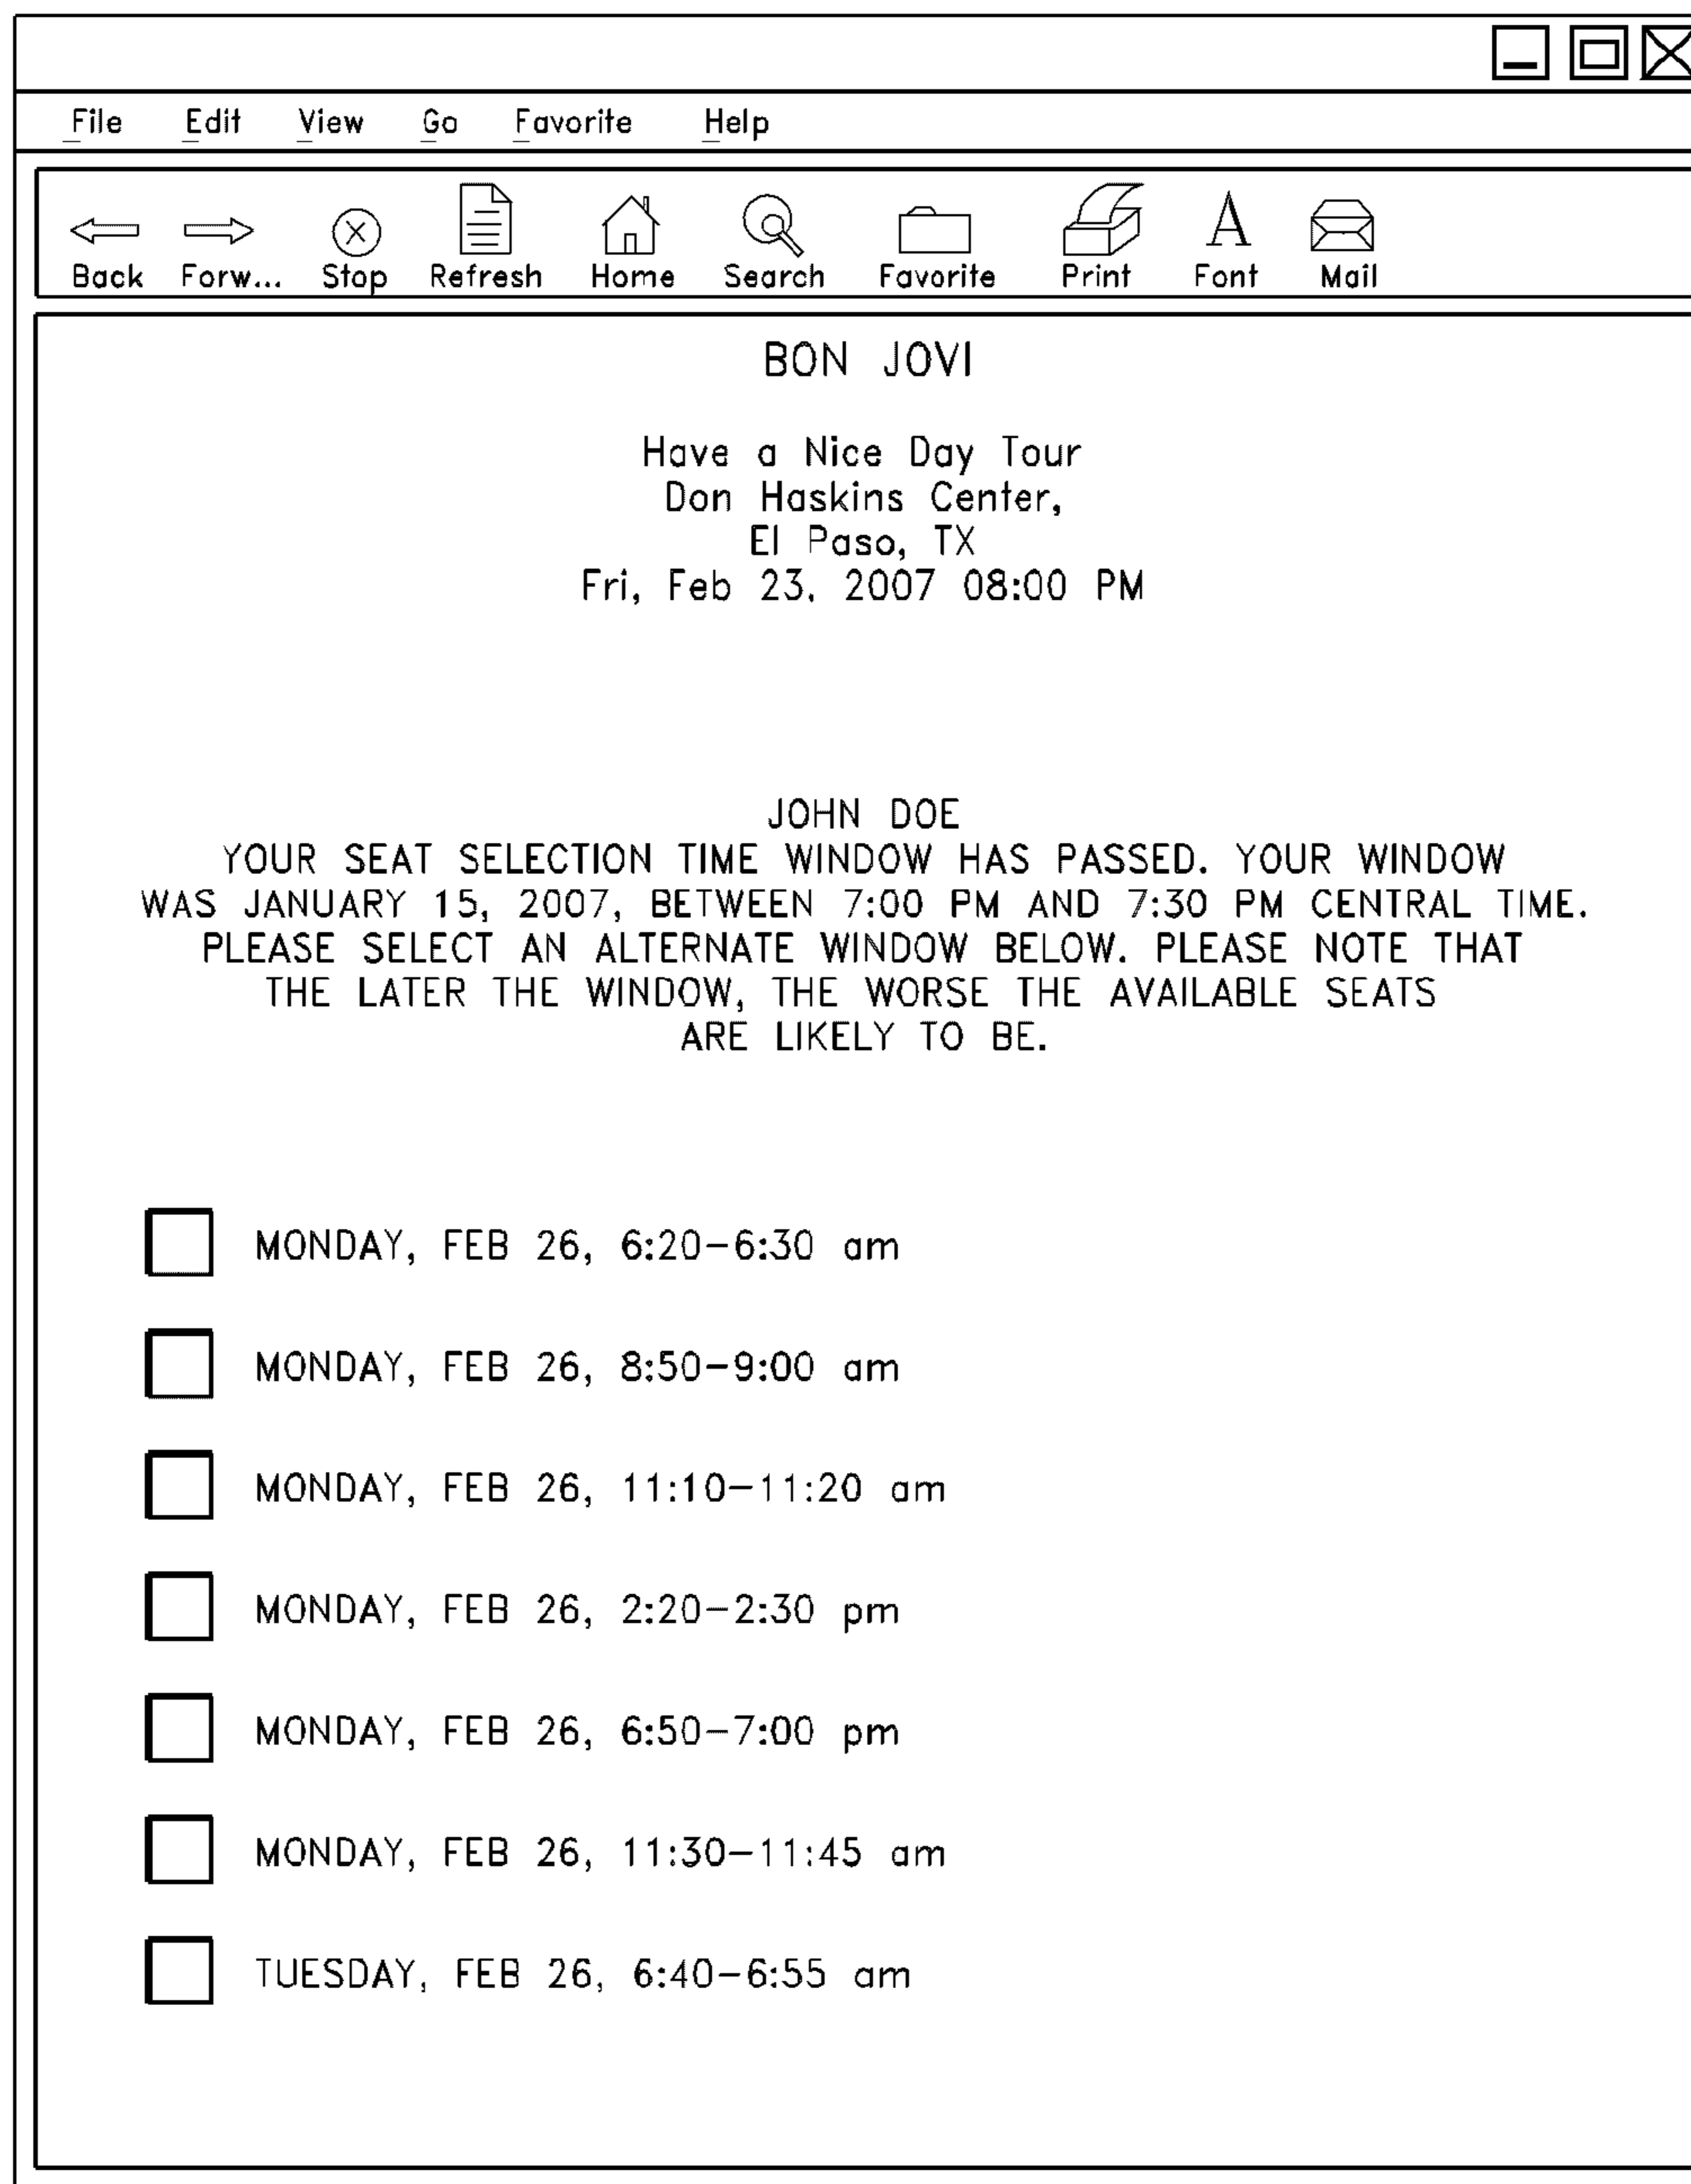 File Edit View Go Favorite Help
Back Forw... Stop Refresh Home Search Favorite Print Font Mail
BON JOVI
Have a Nice Day Tour
Don Haskins Center,
El Paso, TX
Fri, Feb 23, 2007 08:00 PM
JOHN DOE
YOUR SEAT SELECTION TIME WINDOW HAS PASSED. YOUR WINDOW
WAS JANUARY 15, 2007, BETWEEN 7:00 PM AND 7:30 PM CENTRAL TIME.
PLEASE SELECT AN ALTERNATE WINDOW BELOW. PLEASE NOTE THAT
THE LATER THE WINDOW, THE WORSE THE AVAILABLE SEATS
ARE LIKELY TO BE.
MONDAY, FEB 26, 6:20-6:30 am
MONDAY, FEB 26, 8:50-9:00 am
MONDAY, FEB 26, 11:10-11:20 am
MONDAY, FEB 26, 2:20-2:30 pm
MONDAY, FEB 26, 6:50-7:00 pm
MONDAY, FEB 26, 11:30-11:45 am
TUESDAY, FEB 26, 6:40-6:55 am